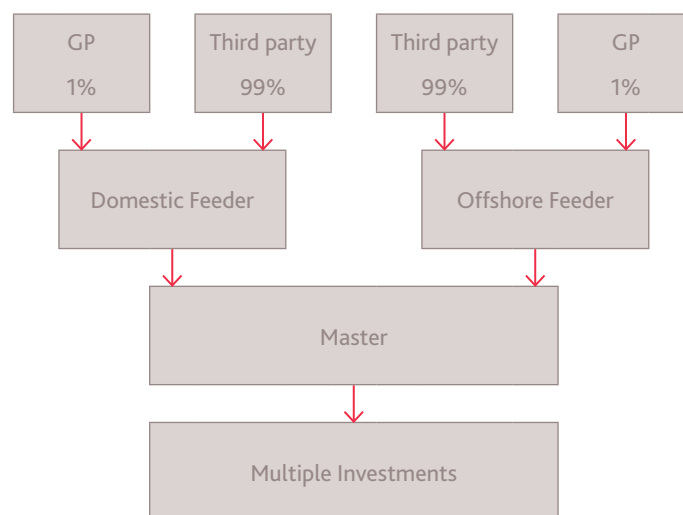 GP
1%
Third party
99%
Third party
99%
GP
1%
Domestic Feeder
Offshore Feeder
Master
Multiple Investments